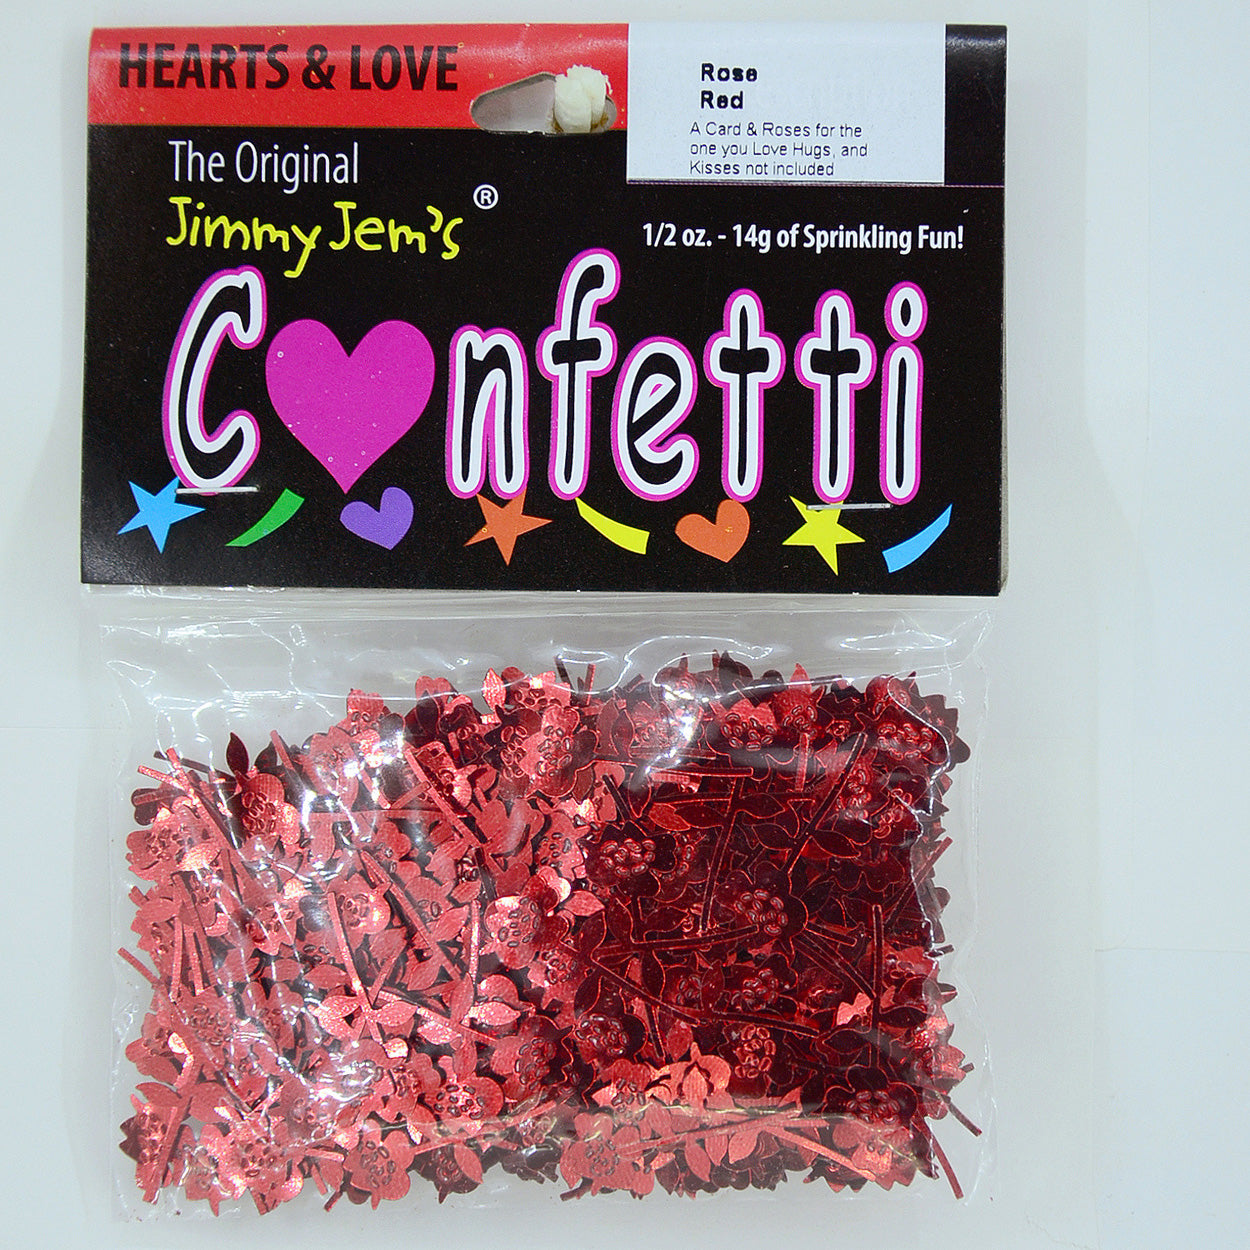 HEARTS & LOVE
Rose
Red
A Card & Roses for the
one you Love Hugs, and
Kisses not included
The Original
Jimmy Jem's®
1/2 oz. - 14g of Sprinkling Fun!
Confetti